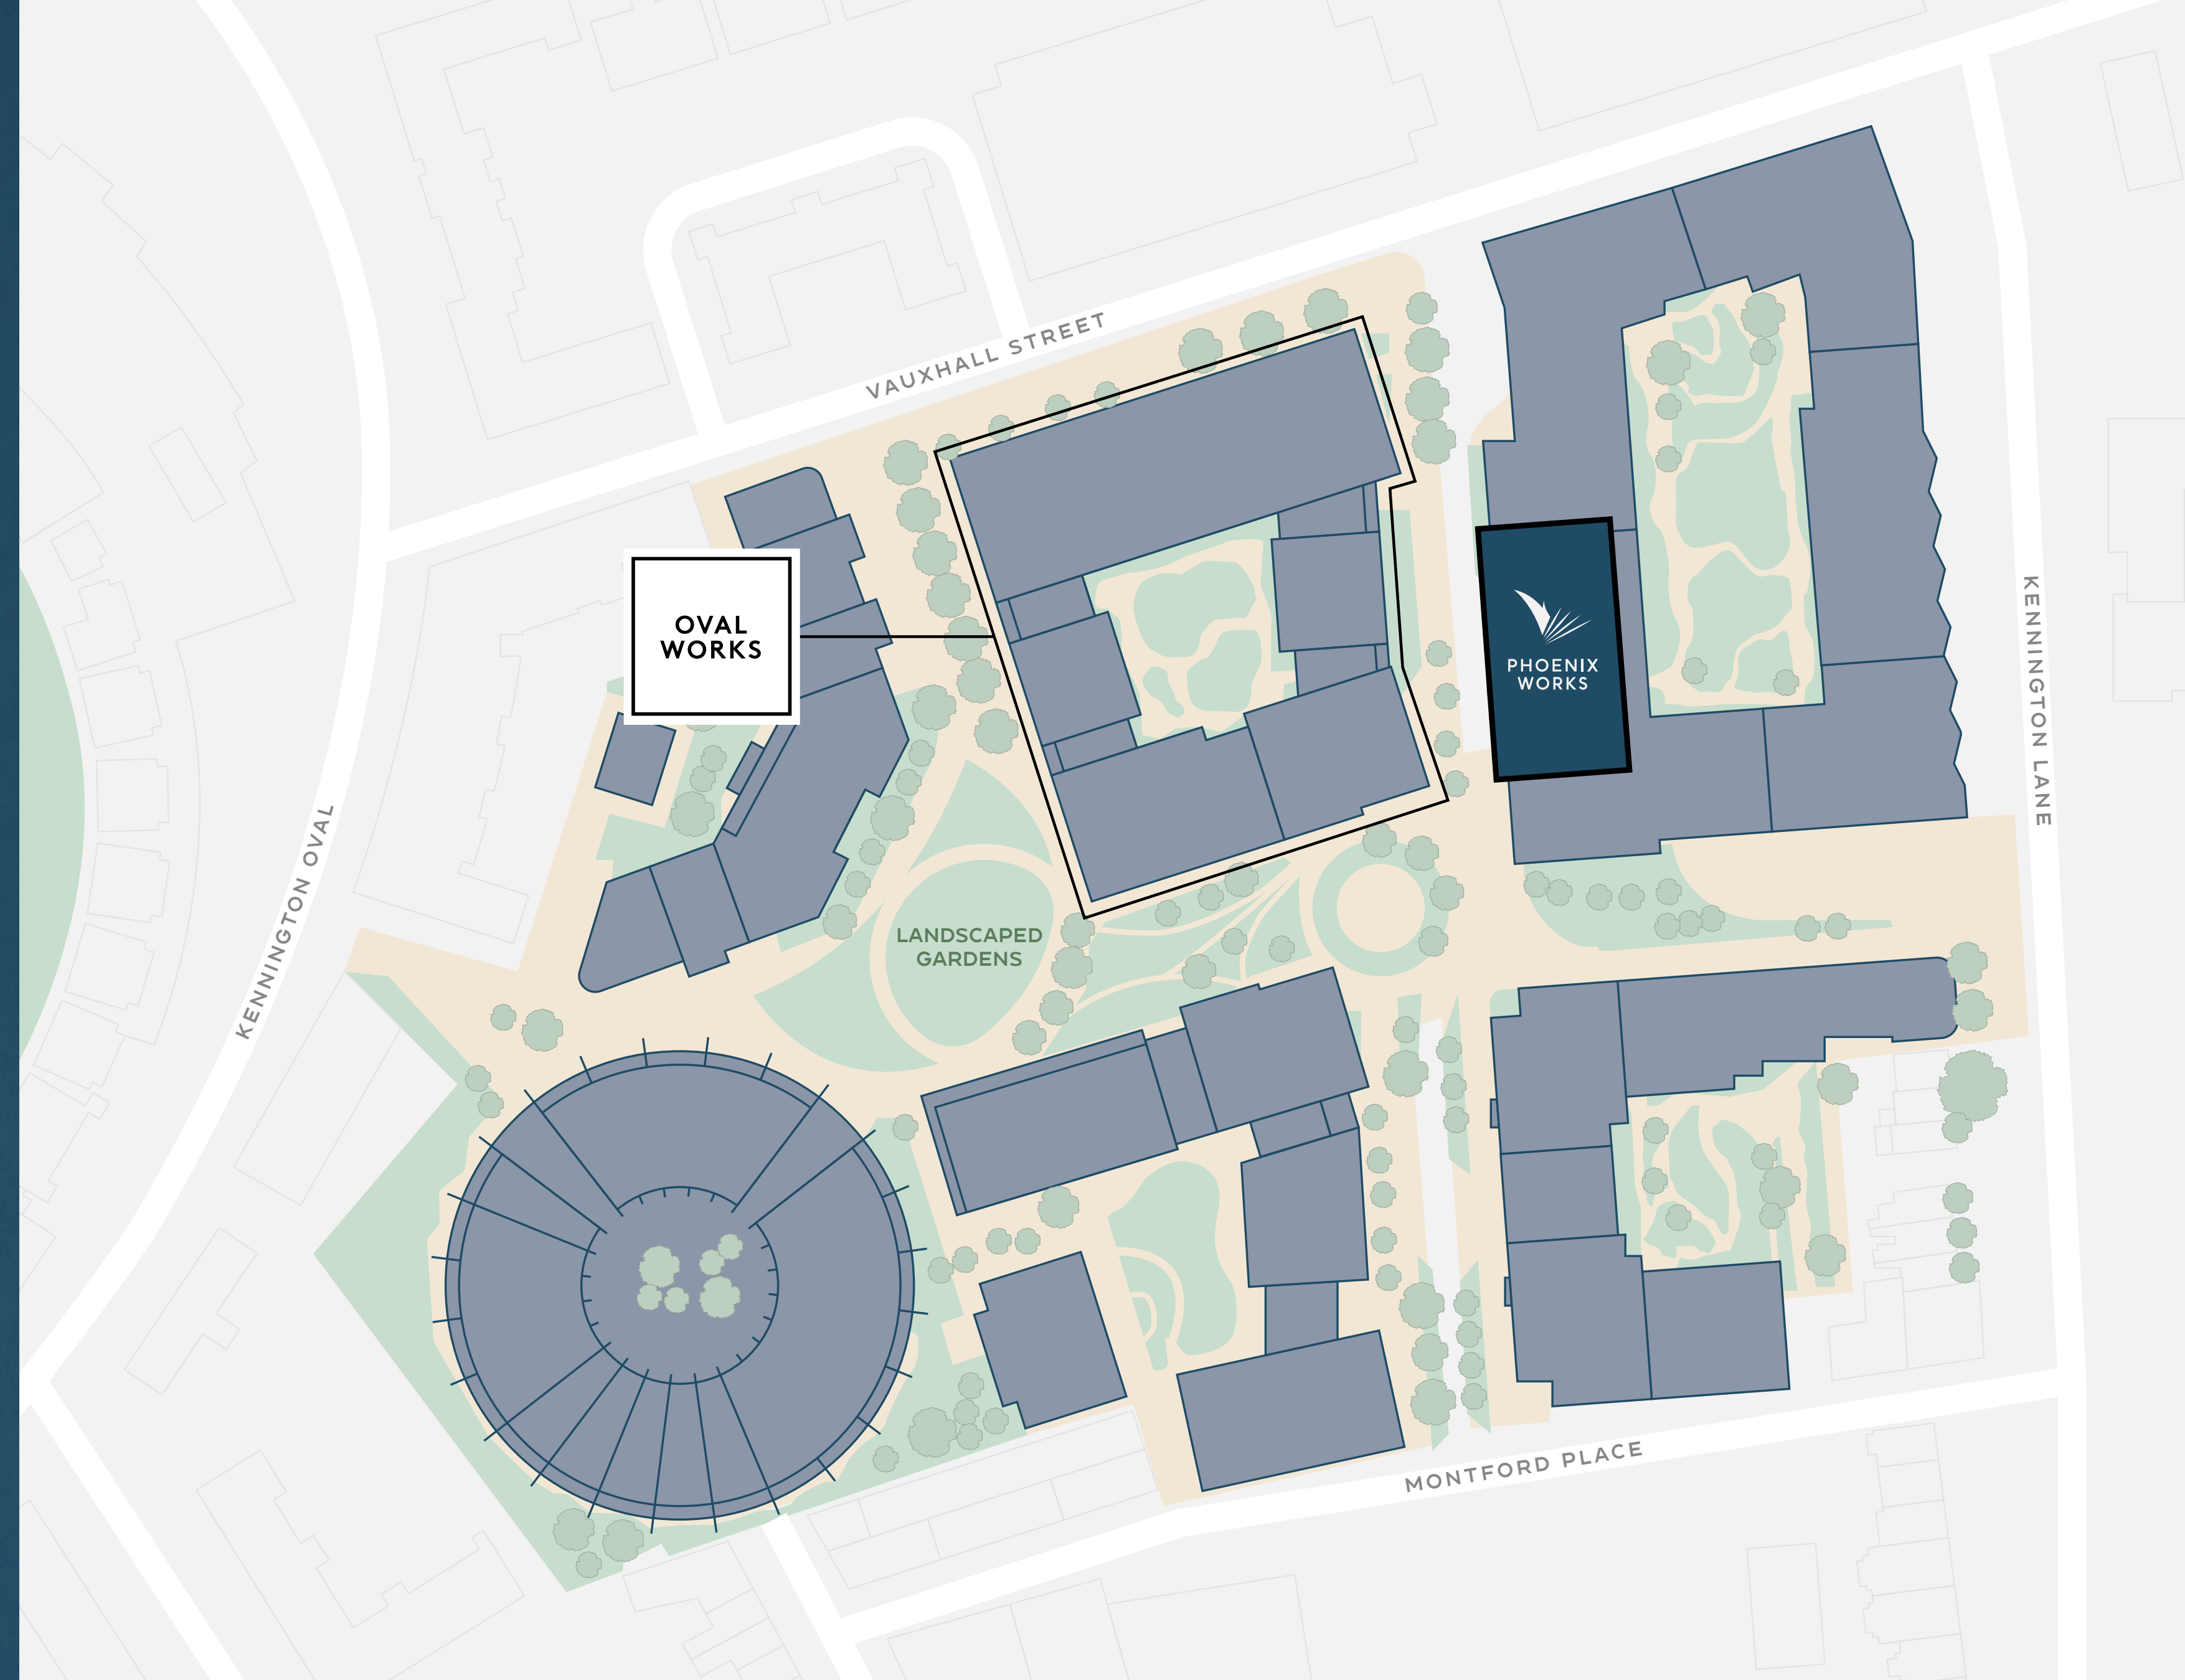 VAUXHALL STREET
OVAL
WORKS
PHOENIX
WORKS
KENNINGTON LANE
KENNINGTON OVAL
LANDSCAPED
GARDENS
MONTFORD PLACE